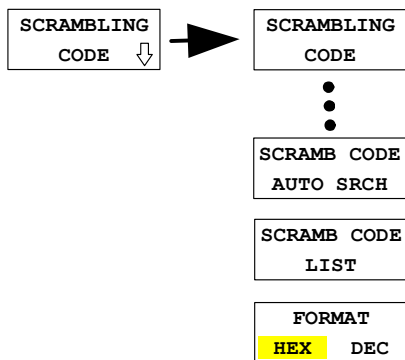 SCRAMBLING
CODE
SCRAMBLING
CODE
SCRAMB CODE
AUTO SRCH
SCRAMB CODE
LIST
FORMAT
HEX DEC